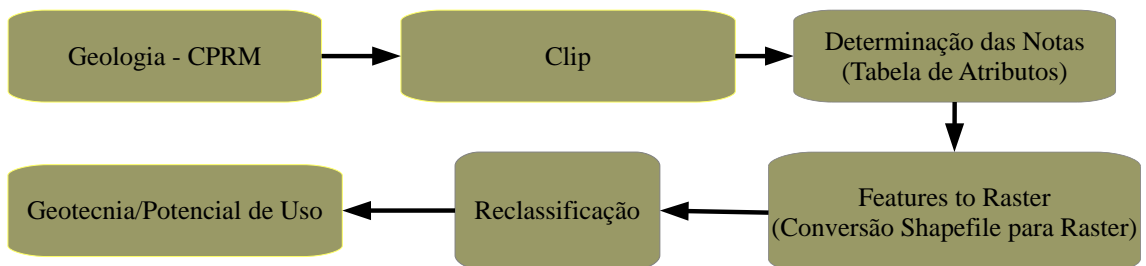 Geologia - CPRM
Clip
Determinação das Notas
(Tabela de Atributos)
Features to Raster
(Conversão Shapefile para Raster)
Reclassificação
Geotecnia/Potencial de Uso